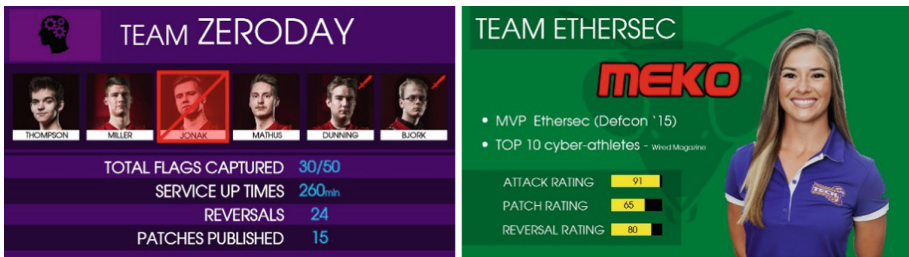 TEAM ZERODAY
THOMPSON
MILLER
JONAK
MATHUS
DUNNING
BJORK
TOTAL FLAGS CAPTURED 30/50
SERVICE UP TIMES 260min
REVERSALS 24
PATCHES PUBLISHED 15
TEAM ETHERSEC
MEKO
• MVP Ethersec (Defcon `15)
• TOP 10 cyber-athletes - Wired Magazine
ATTACK RATING 91
PATCH RATING 65
REVERSAL RATING 80
TECH